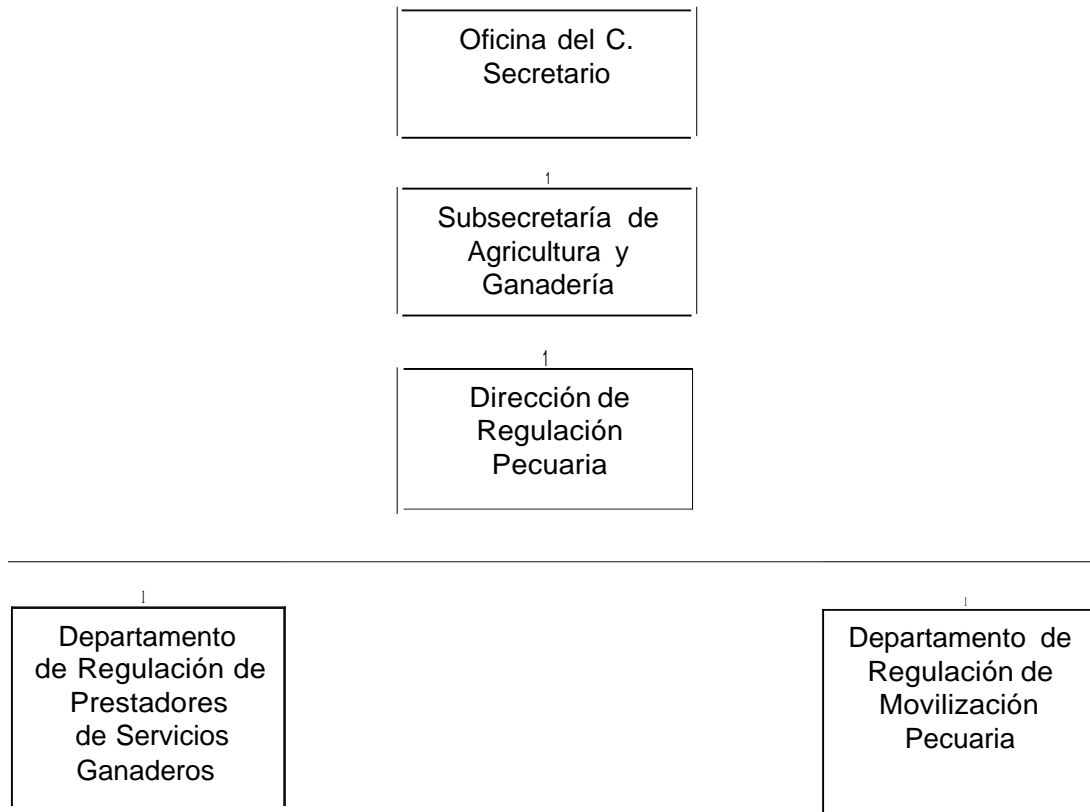 Oficina del C.
Secretario
1
Subsecretaría de
Agricultura y
Ganadería
1
Dirección de
Regulación
Pecuaria
1
Departamento
de Regulación de
Prestadores
de Servicios
Ganaderos
1
Departamento de
Regulación de
Movilización
Pecuaria